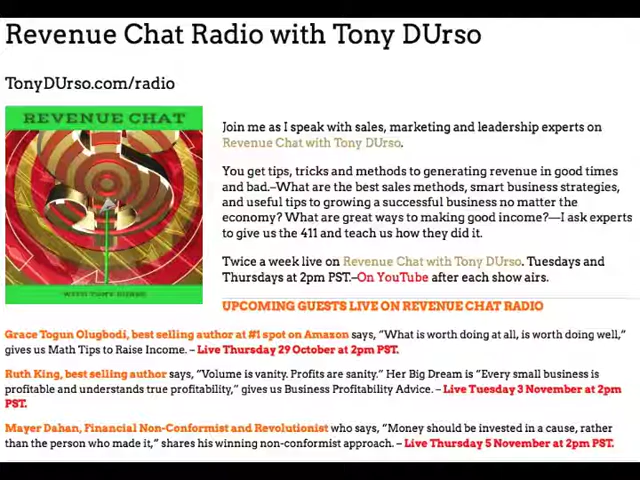 Revenue Chat Radio with Tony DUrso
TonyDUrso.com/radio
REVENUE CHAT
WITH TONY DURSO
Join me as I speak with sales, marketing and leadership experts on
Revenue Chat with Tony DUrso.
You get tips, tricks and methods to generating revenue in good times
and bad.–What are the best sales methods, smart business strategies,
and useful tips to growing a successful business no matter the
economy? What are great ways to making good income?—I ask experts
to give us the 411 and teach us how they did it.
Twice a week live on Revenue Chat with Tony DUrso. Tuesdays and
Thursdays at 2pm PST.–On YouTube after each show airs.
UPCOMING GUESTS LIVE ON REVENUE CHAT RADIO
Grace Togun Olugbodi, best selling author at #1 spot on Amazon says, “What is worth doing at all, is worth doing well,”
gives us Math Tips to Raise Income. – Live Thursday 29 October at 2pm PST.
Ruth King, best selling author says, “Volume is vanity. Profits are sanity.” Her Big Dream is “Every small business is
profitable and understands true profitability,” gives us Business Profitability Advice. – Live Tuesday 3 November at 2pm
PST.
Mayer Dahan, Financial Non-Conformist and Revolutionist who says, “Money should be invested in a cause, rather
than the person who made it,” shares his winning non-conformist approach. – Live Thursday 5 November at 2pm PST.